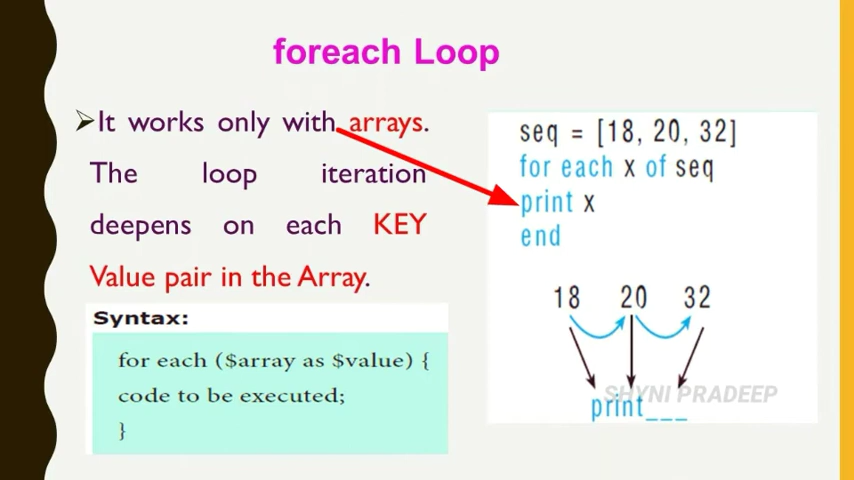 foreach Loop
➢It works only with arrays.
The loop iteration
deepens on each KEY
Value pair in the Array.
Syntax:
for each ($array as $value) {
code to be executed;
}
seq = [18, 20, 32]
for each x of seq
print x
end
18 20 32
SHYNI PRADEEP
print___